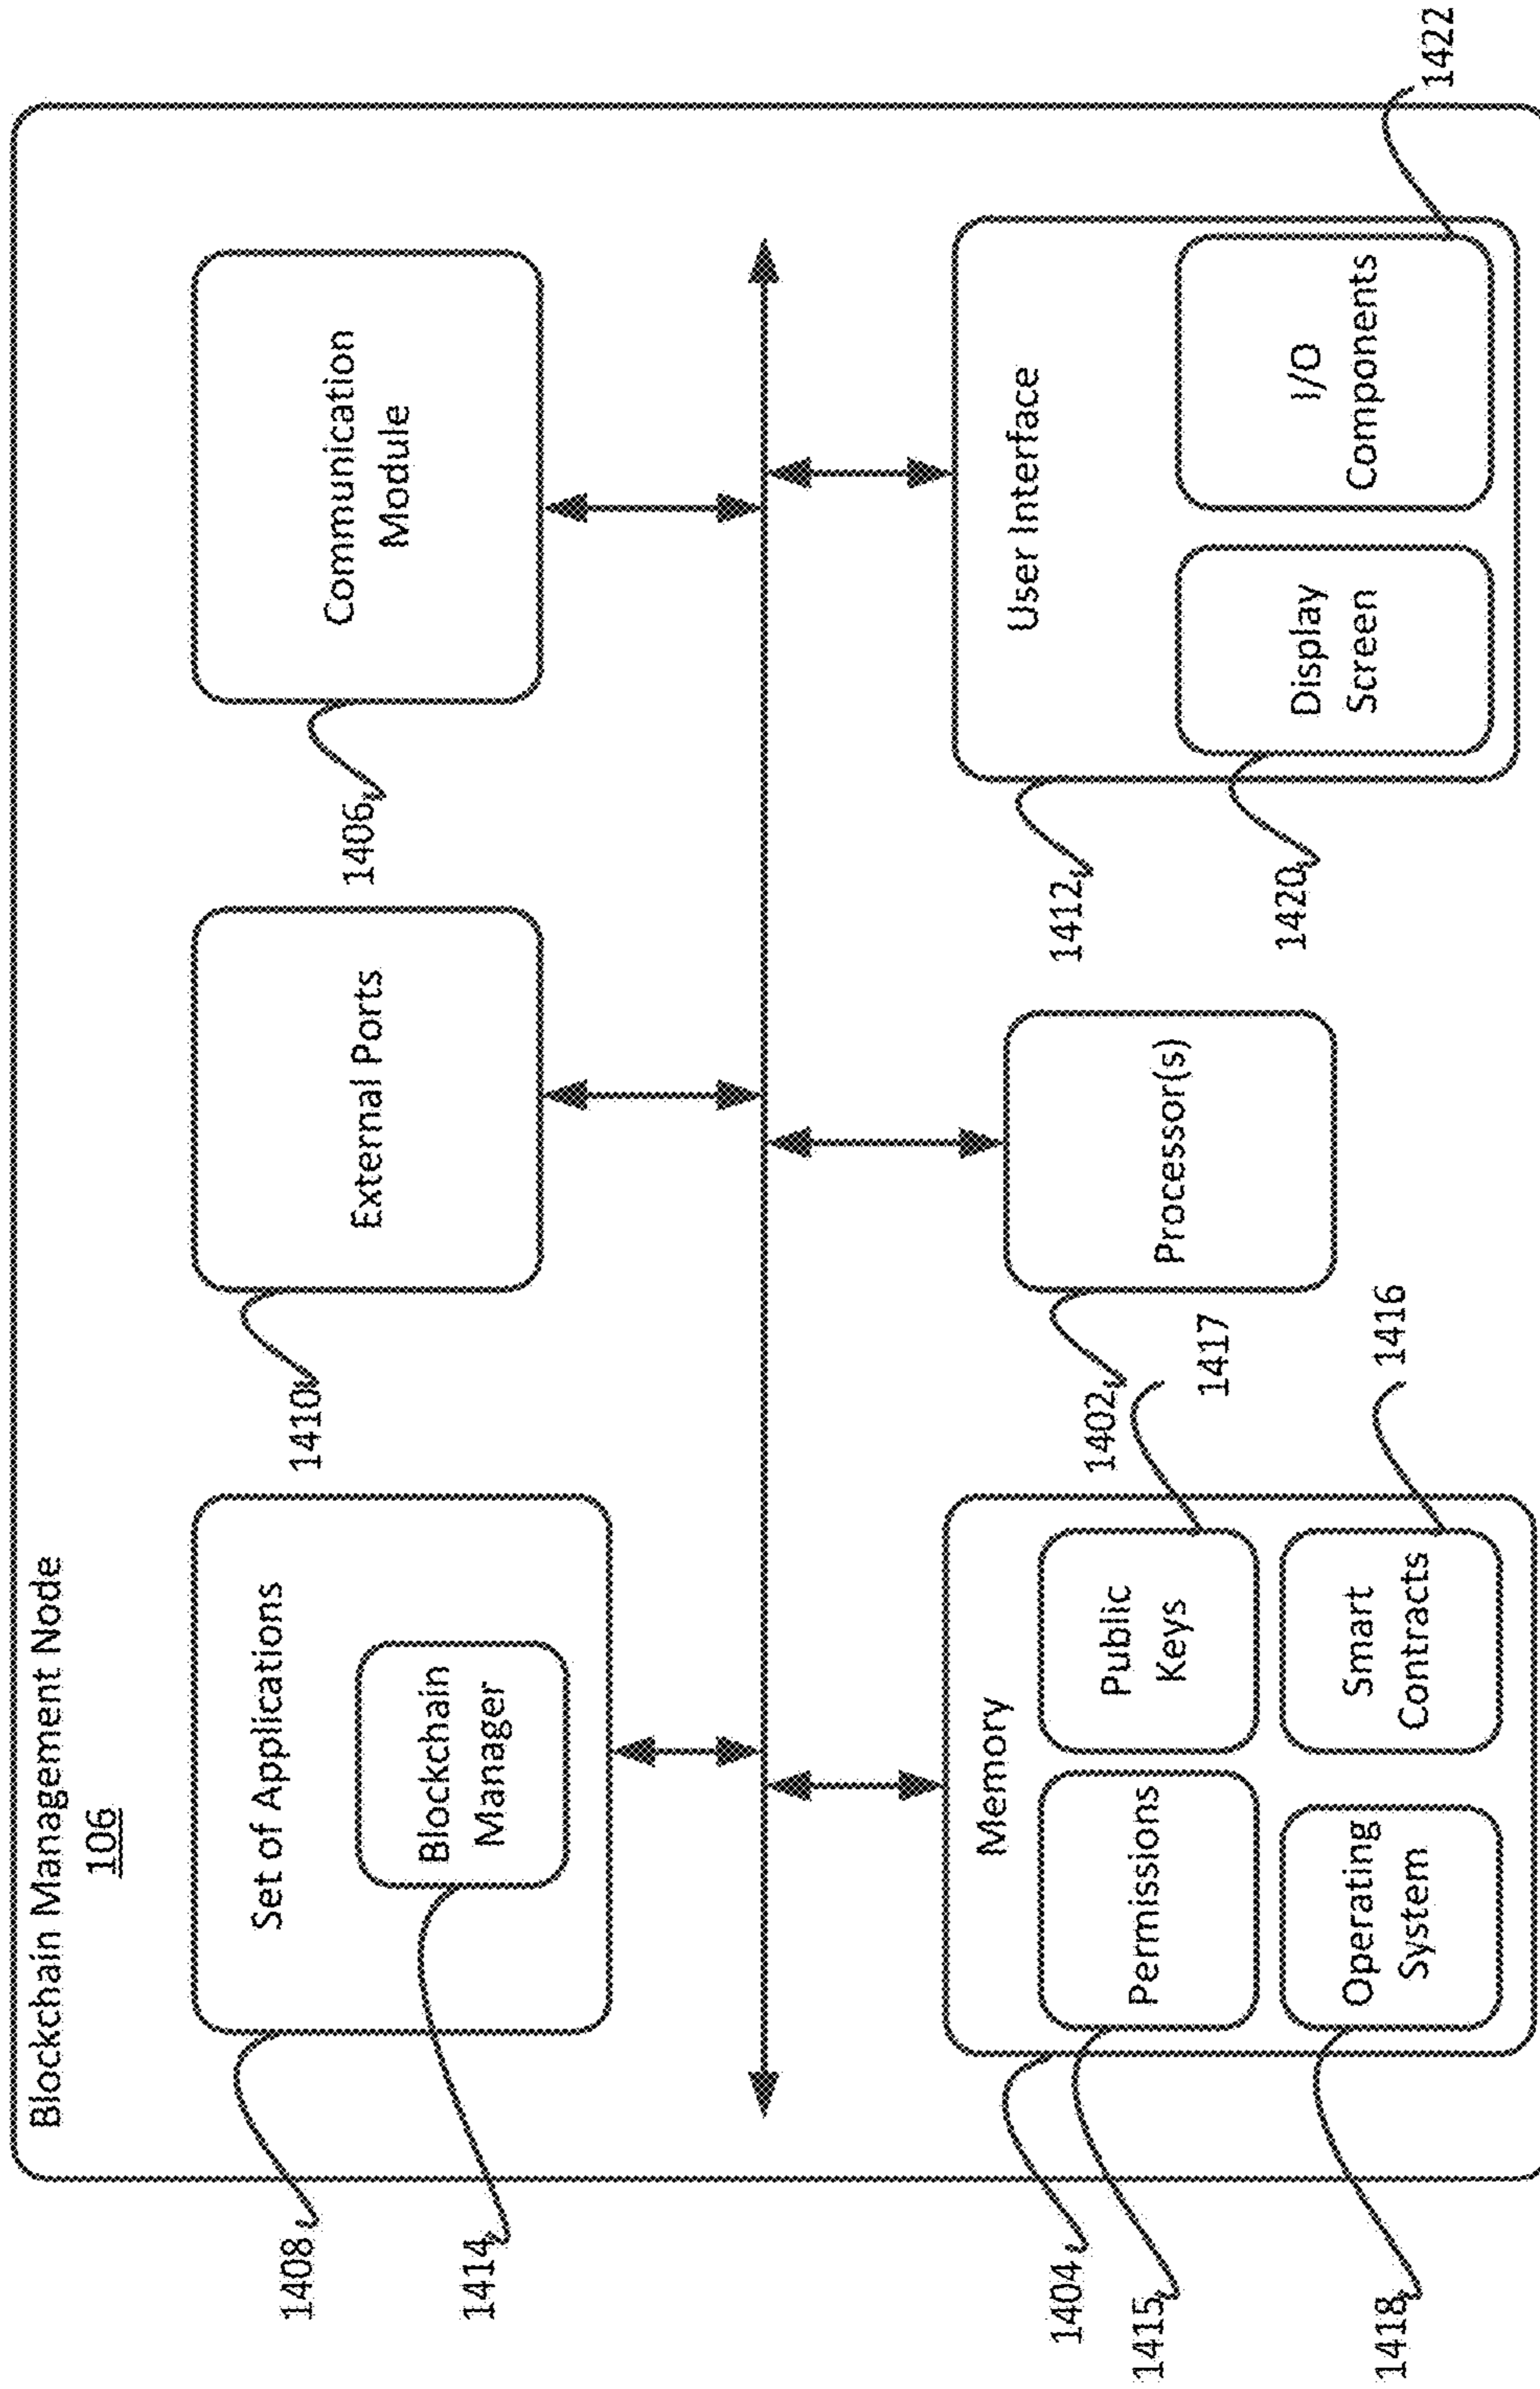 Blockchain Management Node
106
1408
Set of Applications
1414
Blockchain
Manager
1410
External Ports
1406
Communication
Module
1404
Memory
1415
Permissions
1417
Public
Keys
1418
Operating
System
1416
Smart
Contracts
1402
Processor(s)
1412
User Interface
1420
Display
Screen
1422
I/O
Components